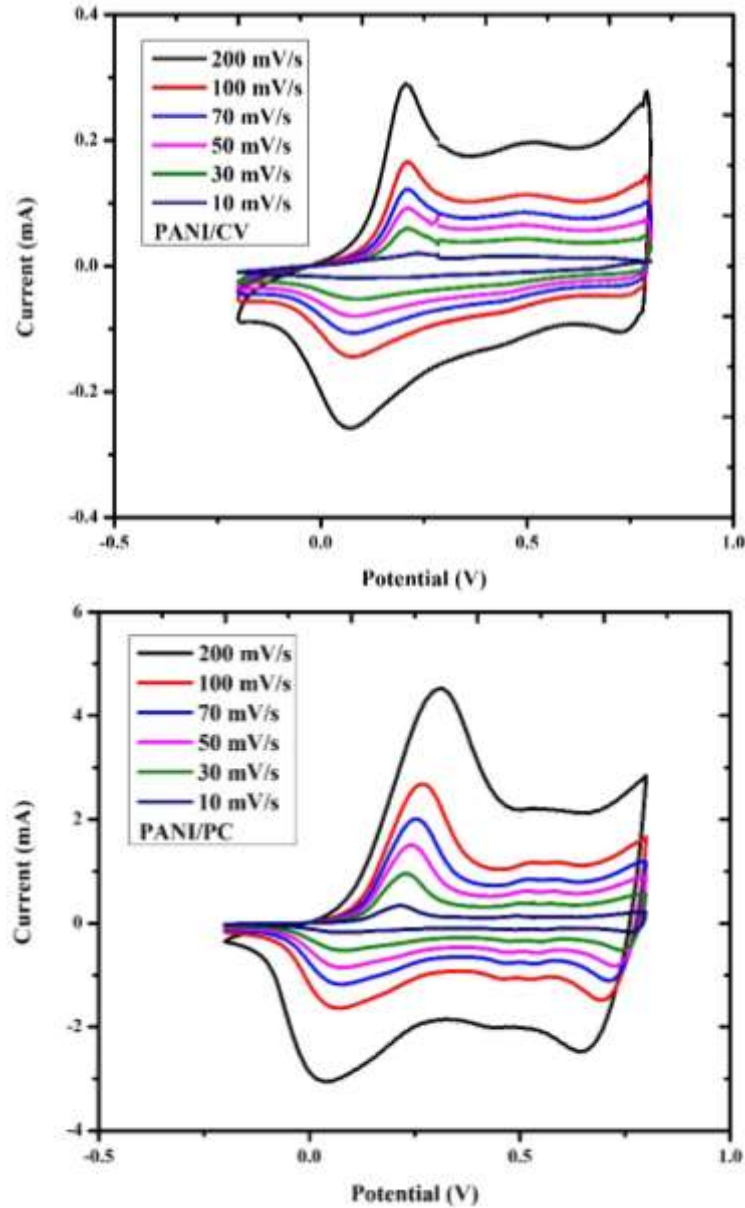 0.4
200 mV/s
100 mV/s
70 mV/s
50 mV/s
30 mV/s
10 mV/s
PANI/CV
0.2
0.0
-0.2
-0.4
Current (mA)
-0.5 0.0 0.5 1.0
Potential (V)
6
200 mV/s
100 mV/s
70 mV/s
50 mV/s
30 mV/s
10 mV/s
PANI/PC
4
2
0
-2
-4
Current (mA)
-0.5 0.0 0.5 1.0
Potential (V)